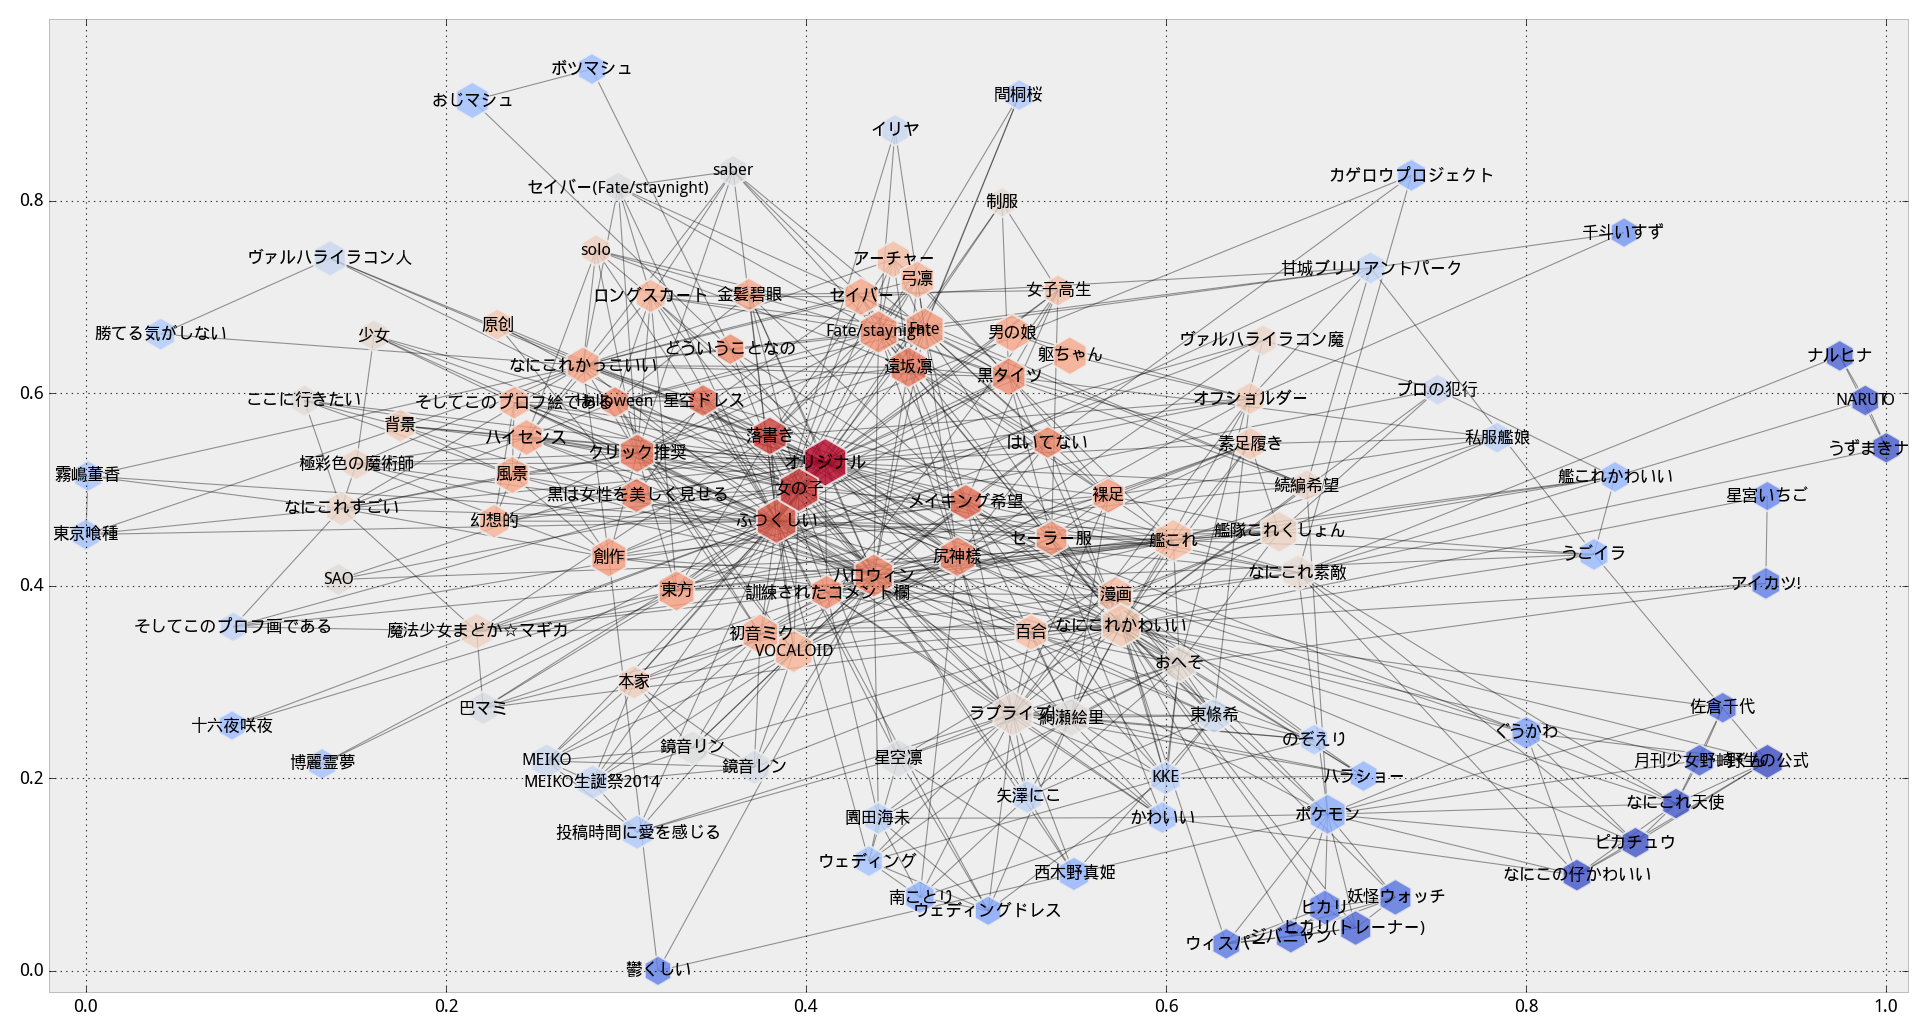 ボツマシュ
おじマシュ
間桐桜
イリヤ
saber
カゲロウプロジェクト
セイバー(Fate/staynight)
0.8
制服
千斗いすず
solo
ヴァルハライライラコン人
アーチャー
甘城ブリリアントパーク
弓凛
女子高生
ロングスカート
金髪碧眼
セイバー
原创
Fate/staynight
Fate
男の娘
勝てる気がしない
少女
ヴァルハライラコン魔
どういうことなの
躯ちゃん
ナルヒナ
なにこれかっこいい
遠坂凛
黒タイツ
0.6
プロの犯行
ここに行きたい
そしてこのプロフ絵である
Halloween
星空ドレス
オフショルダー
NARUTO
背景
ハイセンス
落書き
はいてない
素足履き
私服艦娘
うずまきナ
クリック推奨
極彩色の魔術師
オリジナル
霧嶋董香
風景
艦これかわいい
女の子
続編希望
黒は女性を美しく見せる
裸足
星宮いちご
メイキング希望
なにこれすごい
幻想的
ふつくしい
東京喰種
艦隊これくしょん
セーラー服
艦これ
創作
尻神様
うごイラ
SAO
ハロウィン
なにこれ素敵
0.4
アイカツ!
東方
訓練されたコメント欄
漫画
そしてこのプロフ画である
魔法少女まどか☆マギカ
初音ミク
百合
なにこれかわいい
VOCALOID
おへそ
本家
巴マミ
ラブライブ!
絢瀬絵里
東條希
佐倉千代
十六夜咲夜
のぞえり
ぐうかわ
鏡音リン
博麗霊夢
MEIKO
鏡音レン
星空凛
月刊少女野崎くん
野生の公式
0.2
MEIKO生誕祭2014
KKE
ハラショー
矢澤にこ
なにこれ天使
園田海未
かわいい
ポケモン
投稿時間に愛を感じる
ピカチュウ
ウェディング
西木野真姫
なにこの仔かわいい
南ことり
ウェディングドレス
妖怪ウォッチ
ヒカリ
ヒカリ(トレーナー)
ジバニャン
ウィスパー
0.0
鬱くしい
0.0
0.2
0.4
0.6
0.8
1.0